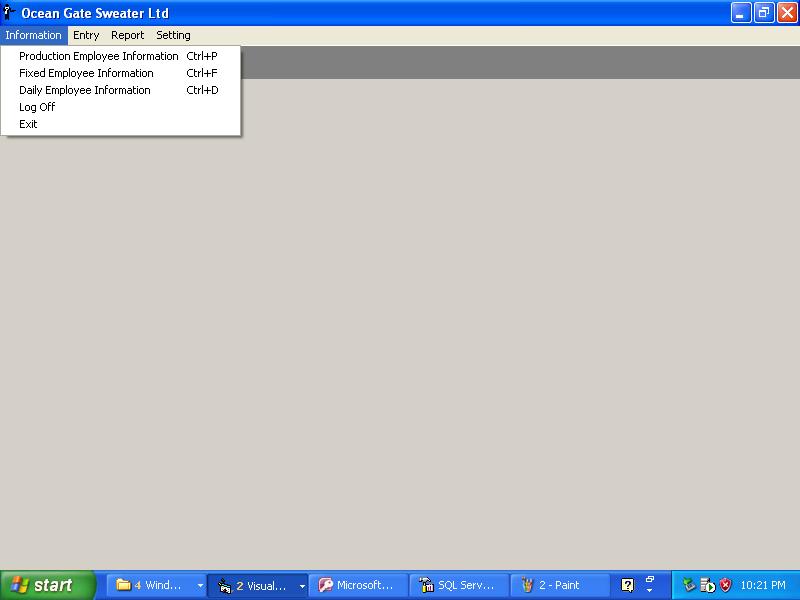 Ocean Gate Sweater Ltd
Information Entry Report Setting
Production Employee Information Ctrl+P
Fixed Employee Information Ctrl+F
Daily Employee Information Ctrl+D
Log Off
Exit
start 4 Wind... 2 Visual... Microsoft... SQL Serv... 2 - Paint 10:21 PM